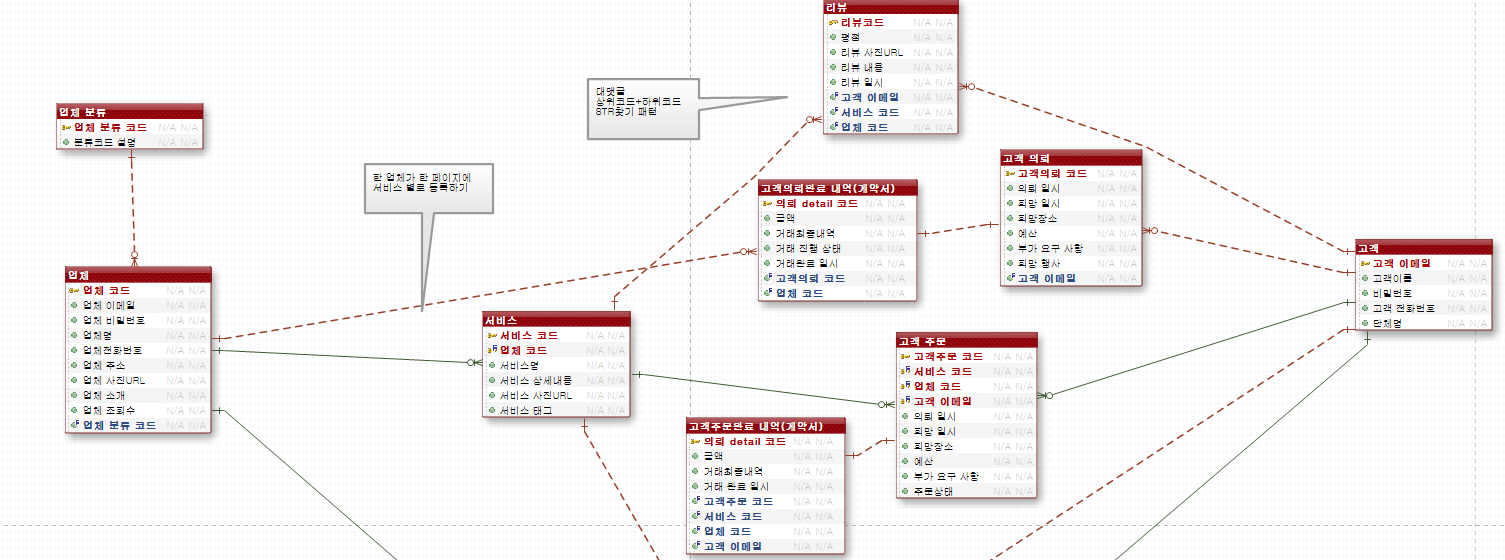 리뷰
리뷰코드 N/A N/A
평점 N/A N/A
리뷰 사진URL N/A N/A
리뷰 내용 N/A N/A
리뷰 일시 N/A N/A
고객 이메일 N/A N/A
서비스 코드 N/A N/A
업체 코드 N/A N/A
대댓글
상위코드+하위코드
STR찾기 패턴
업체 분류
업체 분류 코드 N/A N/A
분류코드 설명 N/A N/A
한 업체가 한 페이지에
서비스 별로 등록하기
고객 의뢰
고객의뢰 코드 N/A N/A
의뢰 일시 N/A N/A
희망 일시 N/A N/A
희망장소 N/A N/A
예산 N/A N/A
부가 요구 사항 N/A N/A
희망 행사 N/A N/A
고객 이메일 N/A N/A
고객의뢰완료 내역(계약서)
의뢰 detail 코드 N/A N/A
금액 N/A N/A
거래최종내역 N/A N/A
거래 진행 상태 N/A N/A
거래완료 일시 N/A N/A
고객의뢰 코드 N/A N/A
업체 코드 N/A N/A
고객
고객 이메일 N/A N/A
고객이름 N/A N/A
비밀번호 N/A N/A
고객 전화번호 N/A N/A
단체명 N/A N/A
업체
업체 코드 N/A N/A
업체 이메일 N/A N/A
업체 비밀번호 N/A N/A
업체명 N/A N/A
업체전화번호 N/A N/A
업체 주소 N/A N/A
업체 사진URL N/A N/A
업체 소개 N/A N/A
업체 조회수 N/A N/A
업체 분류 코드 N/A N/A
서비스
서비스 코드 N/A N/A
업체 코드 N/A N/A
서비스명 N/A N/A
서비스 상세내용 N/A N/A
서비스 사진URL N/A N/A
서비스 태그 N/A N/A
고객 주문
고객주문 코드 N/A N/A
서비스 코드 N/A N/A
업체 코드 N/A N/A
고객 이메일 N/A N/A
의뢰 일시 N/A N/A
희망 일시 N/A N/A
희망장소 N/A N/A
예산 N/A N/A
부가 요구 사항 N/A N/A
주문상태 N/A N/A
고객주문완료 내역(계약서)
의뢰 detail 코드 N/A N/A
금액 N/A N/A
거래최종내역 N/A N/A
거래 완료 일시 N/A N/A
고객주문 코드 N/A N/A
서비스 코드 N/A N/A
업체 코드 N/A N/A
고객 이메일 N/A N/A